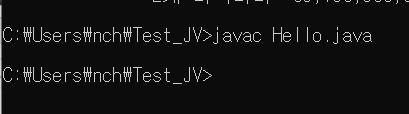 C:₩Users₩nch₩Test_JV>javac Hello.java
C:₩Users₩nch₩Test_JV>